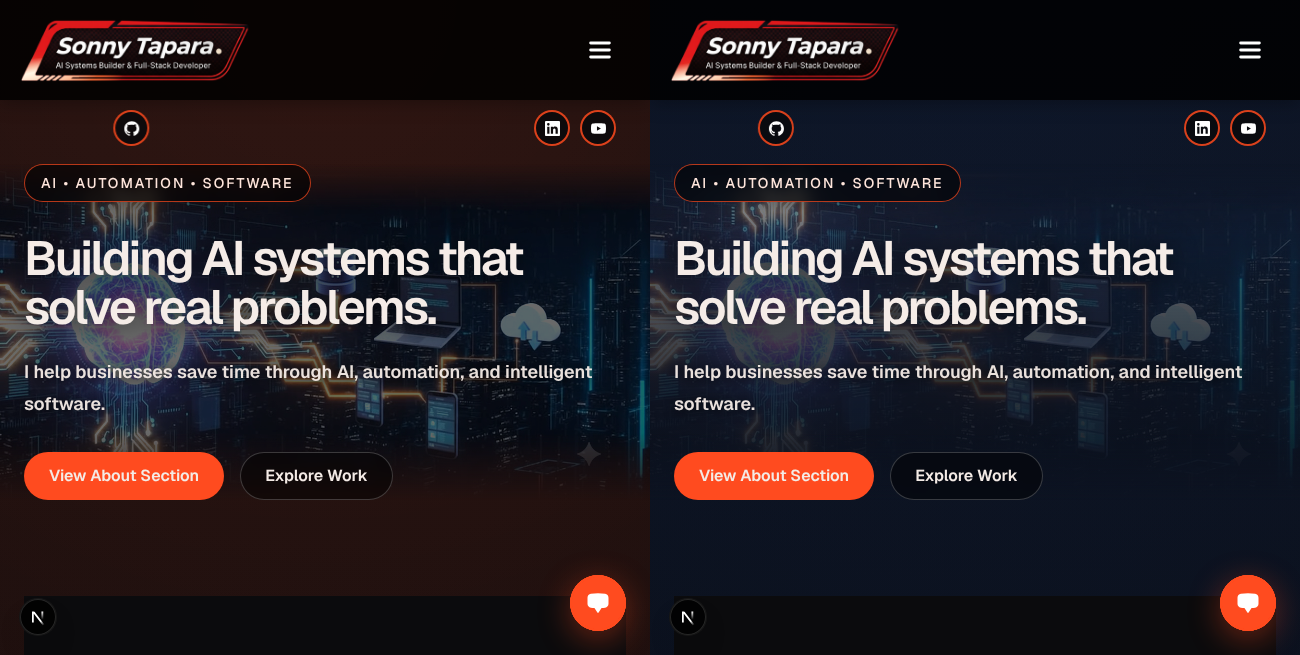 Sonny Tapara.
AI Systems Builder & Full-Stack Developer
AI • AUTOMATION • SOFTWARE
Building AI systems that
solve real problems.
I help businesses save time through AI, automation, and intelligent
software.
View About Section
Explore Work
N
Sonny Tapara.
AI Systems Builder & Full-Stack Developer
AI • AUTOMATION • SOFTWARE
Building AI systems that
solve real problems.
I help businesses save time through AI, automation, and intelligent
software.
View About Section
Explore Work
N